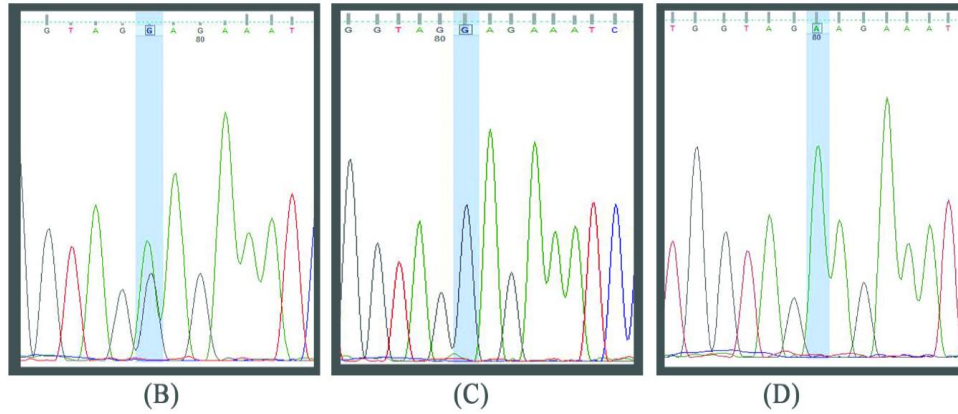 G T A G G A G A A A T
80
G G T A G G A G A A A T C
80
T G G T A G A A G A A A T
80
(B)
(C)
(D)